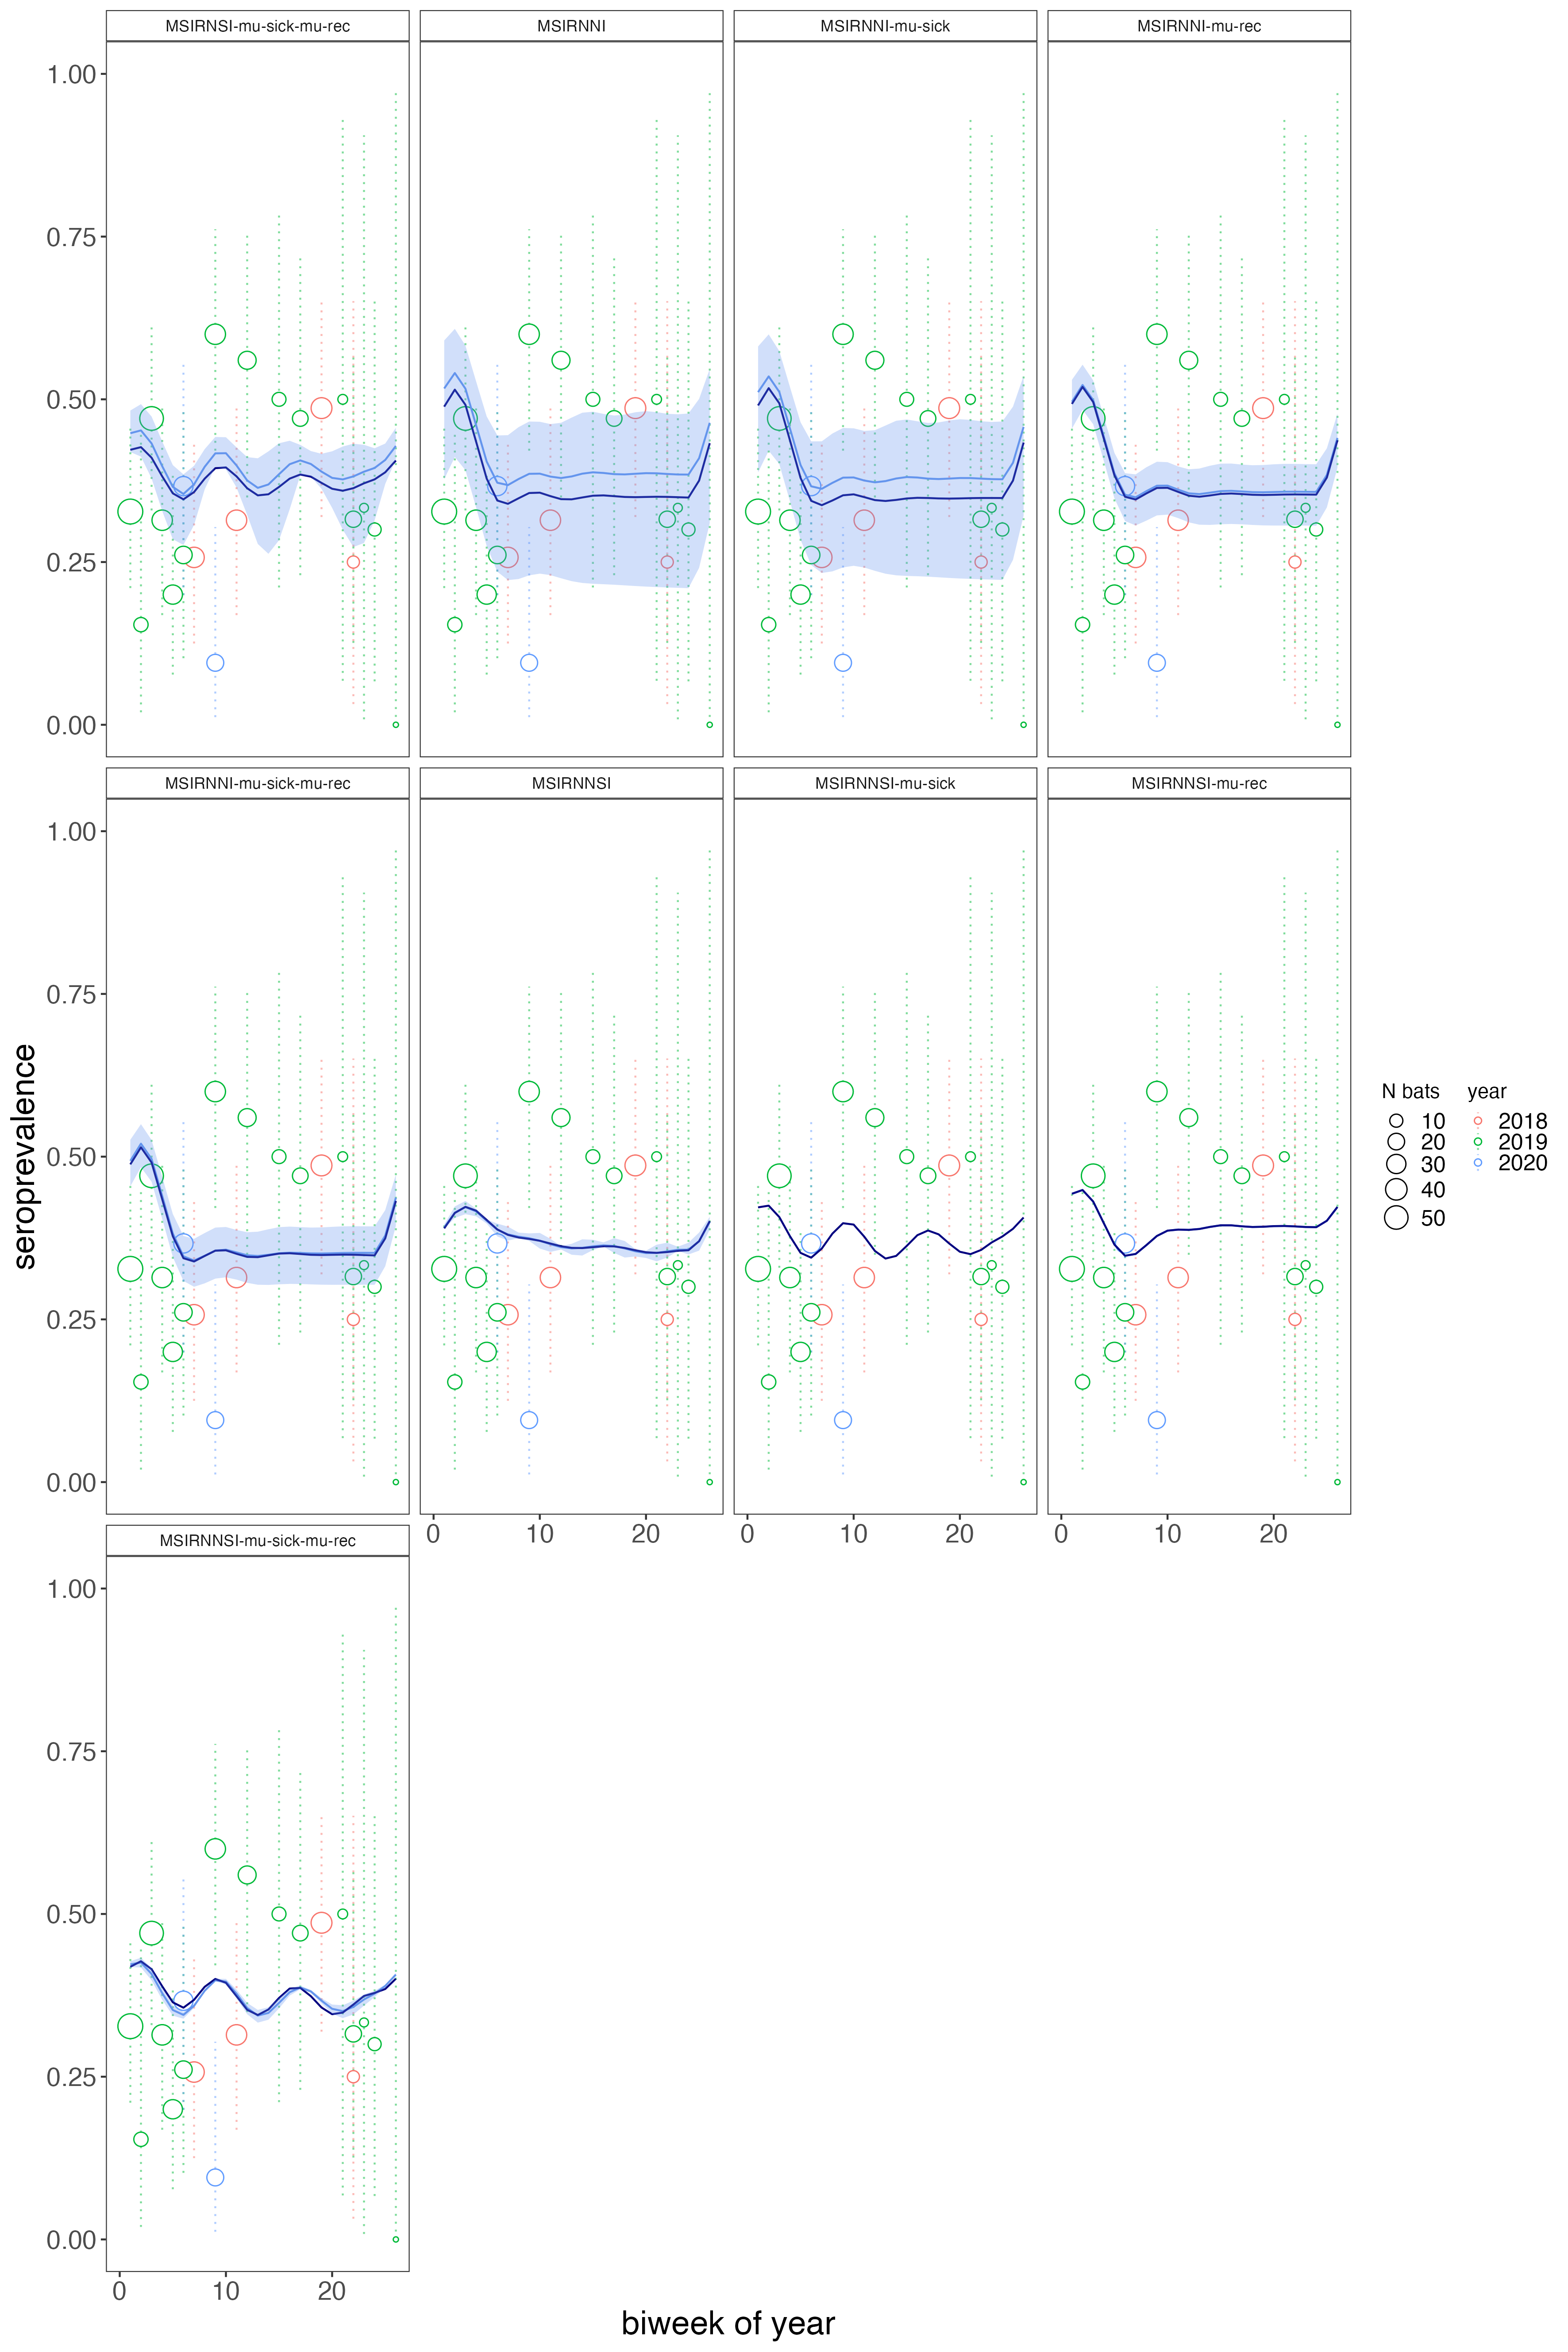 MSIRNSI-mu-sick-mu-rec
MSIRNNI
MSIRNNI-mu-sick
MSIRNNI-mu-rec
1.00
0.75
0.50
0.25
0.00
MSIRNNI-mu-sick-mu-rec
MSIRNNSI
MSIRNNSI-mu-sick
MSIRNNSI-mu-rec
1.00
0.75
0.50
0.25
0.00
0 10 20
0 10 20
0 10 20
MSIRNNSI-mu-sick-mu-rec
1.00
0.75
0.50
0.25
0.00
0 10 20
seroprevalence
biweek of year
N bats
10
20
30
40
50
year
2018
2019
2020